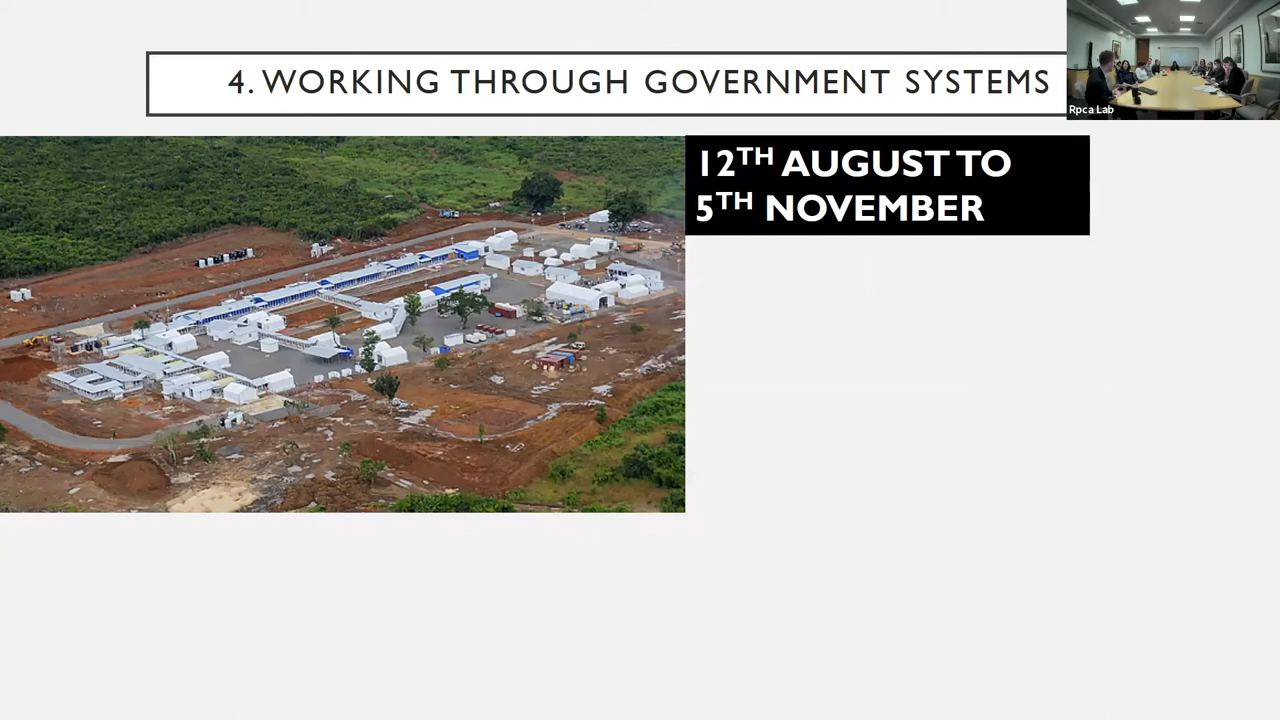 4. WORKING THROUGH GOVERNMENT SYSTEMS
Rpca Lab
12TH AUGUST TO
5TH NOVEMBER